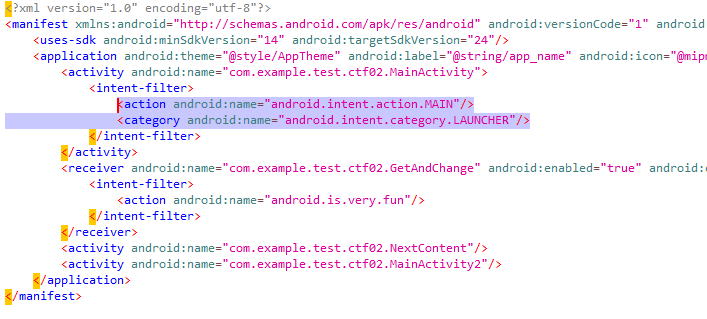 <?xml version="1.0" encoding="utf-8"?>
<manifest xmlns:android="http://schemas.android.com/apk/res/android" android:versionCode="1" android
<uses-sdk android:minSdkVersion="14" android:targetSdkVersion="24"/>
<application android:theme="@style/AppTheme" android:label="@string/app_name" android:icon="@mipm
<activity android:name="com.example.test.ctf02.MainActivity">
<intent-filter>
<action android:name="android.intent.action.MAIN"/>
<category android:name="android.intent.category.LAUNCHER"/>
</intent-filter>
</activity>
<receiver android:name="com.example.test.ctf02.GetAndChange" android:enabled="true" android:e
<intent-filter>
<action android:name="android.is.very.fun"/>
</intent-filter>
</receiver>
<activity android:name="com.example.test.ctf02.NextContent"/>
<activity android:name="com.example.test.ctf02.MainActivity2"/>
</application>
</manifest>